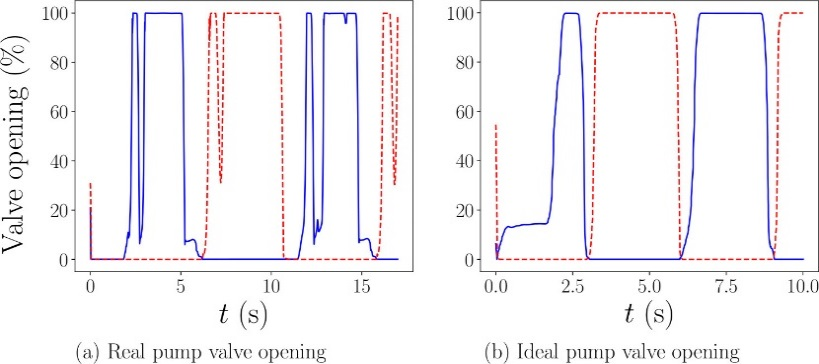 Valve opening (%)
100
80
60
40
20
0
0 5 10 15
t (s)
(a) Real pump valve opening
100
80
60
40
20
0
0.0 2.5 5.0 7.5 10.0
t (s)
(b) Ideal pump valve opening